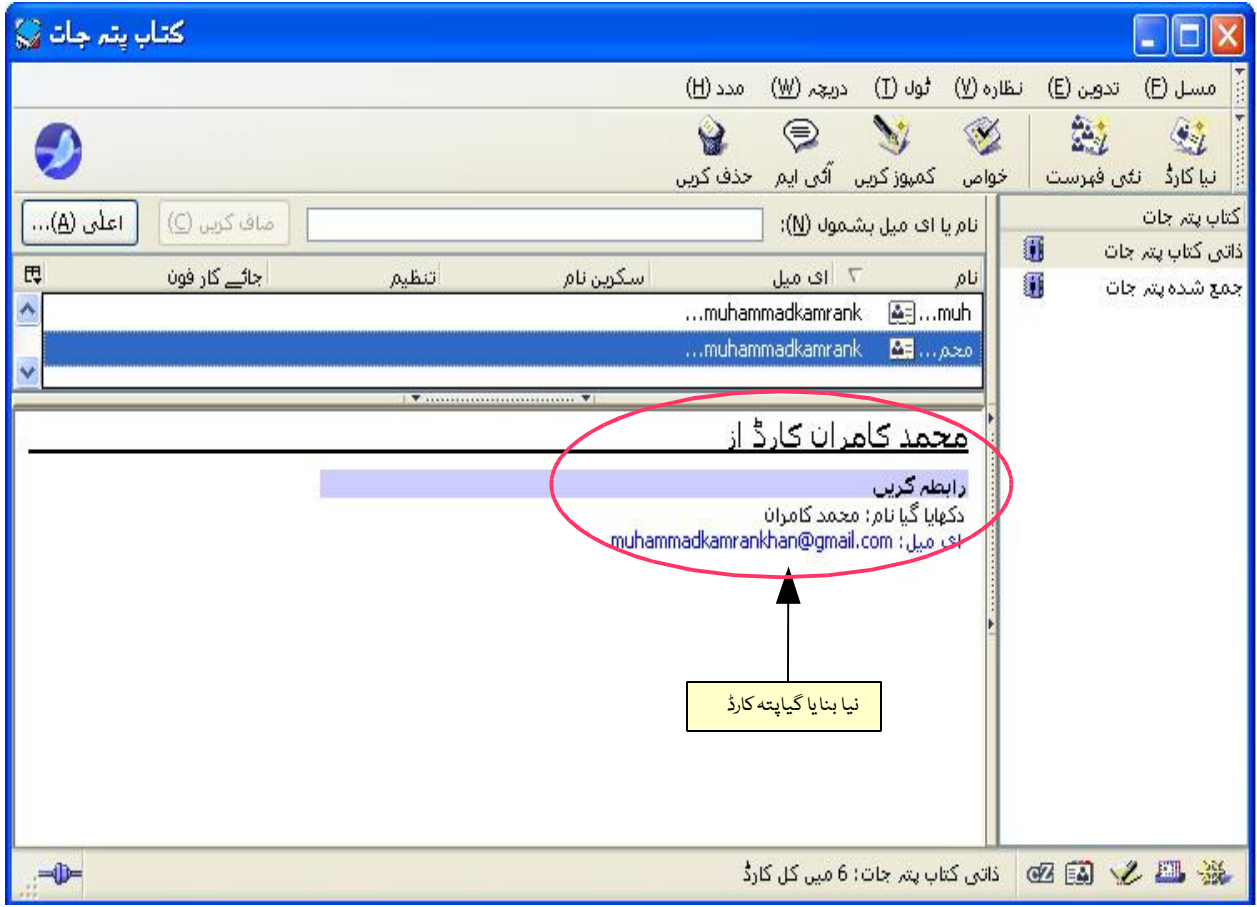 کتاب پتہ جات
مسل (F) تدوین (E) نظارہ (V) ٹول (T) دریچہ (W) مدد (H)
نیا کارڈ نئی فہرست خواص کمپوز کریں آئی ایم حذف کریں
کتاب پتہ جات
ذاتی کتاب پتہ جات
جمع شدہ پتہ جات
نام یا ای میل بشمول (N): صاف کریں (C) اعلٰی (A)...
نام ای میل سکرین نام تنظیم جائے کار فون
muh... muhammadkamrank...
محم... muhammadkamrank...
محمد کامران کارڈ از
رابطہ کریں
دکھایا گیا نام: محمد کامران
ای میل: muhammadkamrankhan@gmail.com
نیا بنایا گیا پتہ کارڈ
ذاتی کتاب پتہ جات: 6 میں کل کارڈ